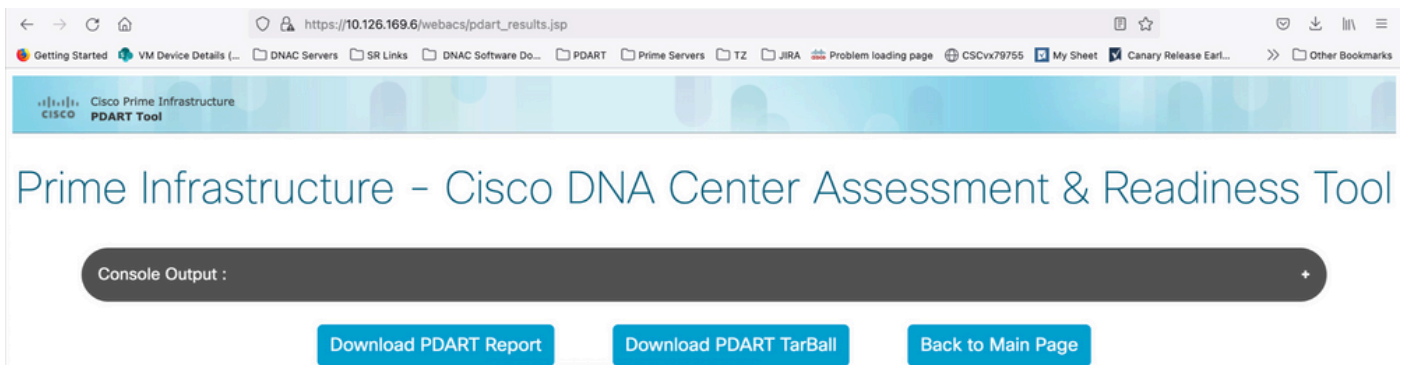 https://10.126.169.6/webacs/pdart_results.jsp
Getting Started VM Device Details (... DNAC Servers SR Links DNAC Software Do... PDART Prime Servers TZ JIRA Problem loading page CSCvx79755 My Sheet Canary Release Earl... Other Bookmarks
Cisco Prime Infrastructure
CISCO PDART Tool
Prime Infrastructure - Cisco DNA Center Assessment & Readiness Tool
Console Output : +
Download PDART Report Download PDART TarBall Back to Main Page